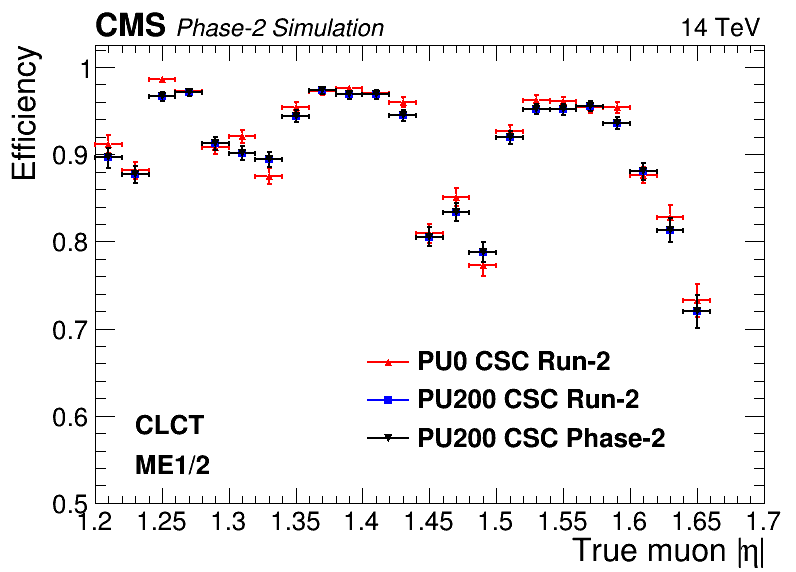 CMS Phase-2 Simulation 14 TeV
Efficiency
1
0.9
0.8
0.7
0.6
0.5
PU0 CSC Run-2
PU200 CSC Run-2
PU200 CSC Phase-2
CLCT
ME1/2
1.2 1.25 1.3 1.35 1.4 1.45 1.5 1.55 1.6 1.65 1.7
True muon |η|